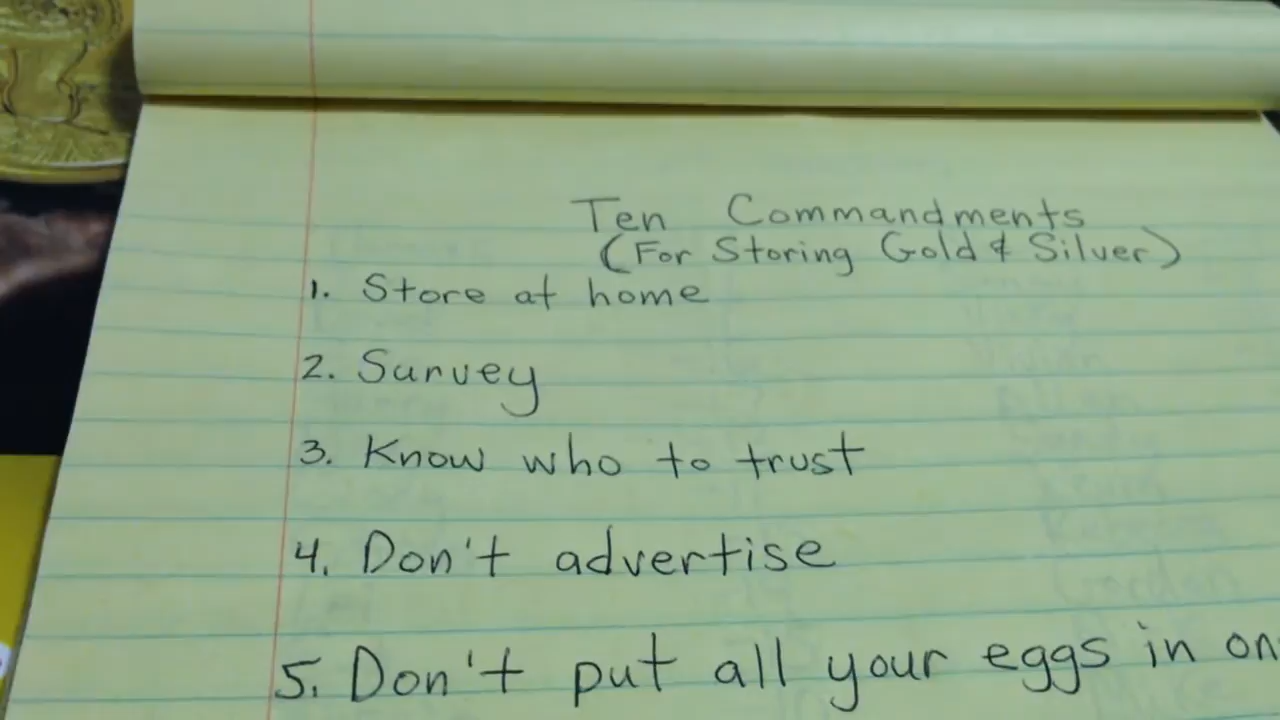 Ten Commandments
(For Storing Gold & Silver)
1. Store at home
2. Survey
3. Know who to trust
4. Don't advertise
5. Don't put all your eggs in on